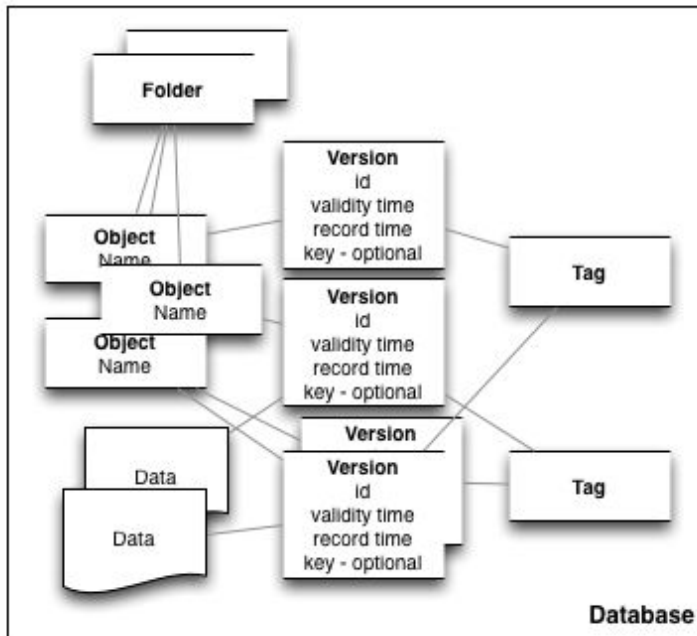 Folder
Version
id
validity time
record time
key - optional
Object
Name
Tag
Object
Name
Version
id
validity time
record time
key - optional
Object
Name
Version
Data
Version
id
validity time
record time
key - optional
Tag
Data
Database